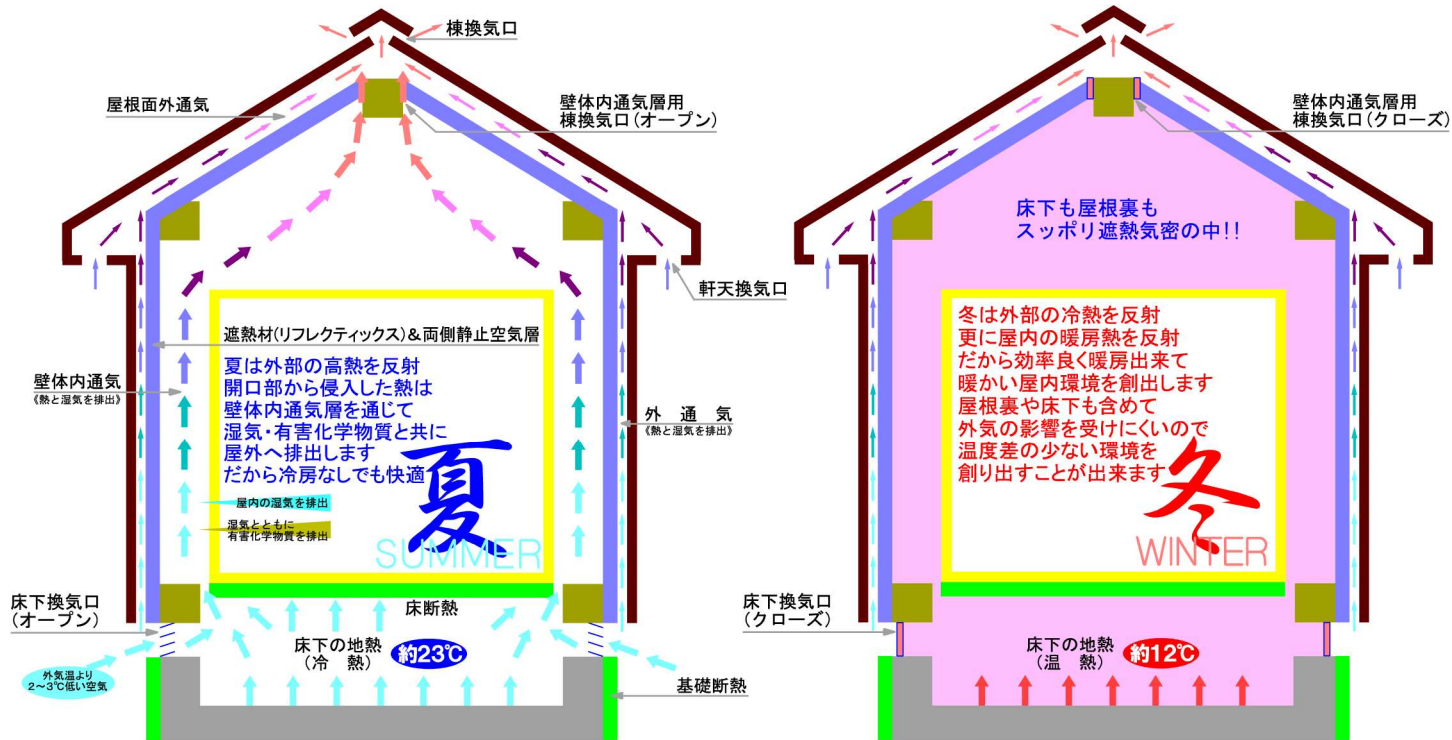 棟換気口
屋根面外通気
壁体内通気層用
棟換気口(オープン)
軒天換気口
遮熱材(リフレクティックス)&両側静止空気層
夏は外部の高熱を反射
開口部から侵入した熱は
壁体内通気層を通じて
湿気・有害化学物質と共に
屋外へ排出します
だから冷房なしでも快適
夏
SUMMER
壁体内通気
《熱と湿気を排出》
外通気
《熱と湿気を排出》
屋内の湿気を排出
湿気とともに
有害化学物質を排出
床下換気口
(オープン)
床断熱
床下の地熱
(冷熱)
約23℃
外気温より
2~3℃低い空気
基礎断熱
壁体内通気層用
棟換気口(クローズ)
床下も屋根裏も
スッポリ遮熱気密の中!!
冬は外部の冷熱を反射
更に屋内の暖房熱を反射
だから効率良く暖房出来て
暖かい屋内環境を創出します
屋根裏や床下も含めて
外気の影響を受けにくいので
温度差の少ない環境を
創り出すことが出来ます
冬
WINTER
床下換気口
(クローズ)
床下の地熱
(温熱)
約12℃